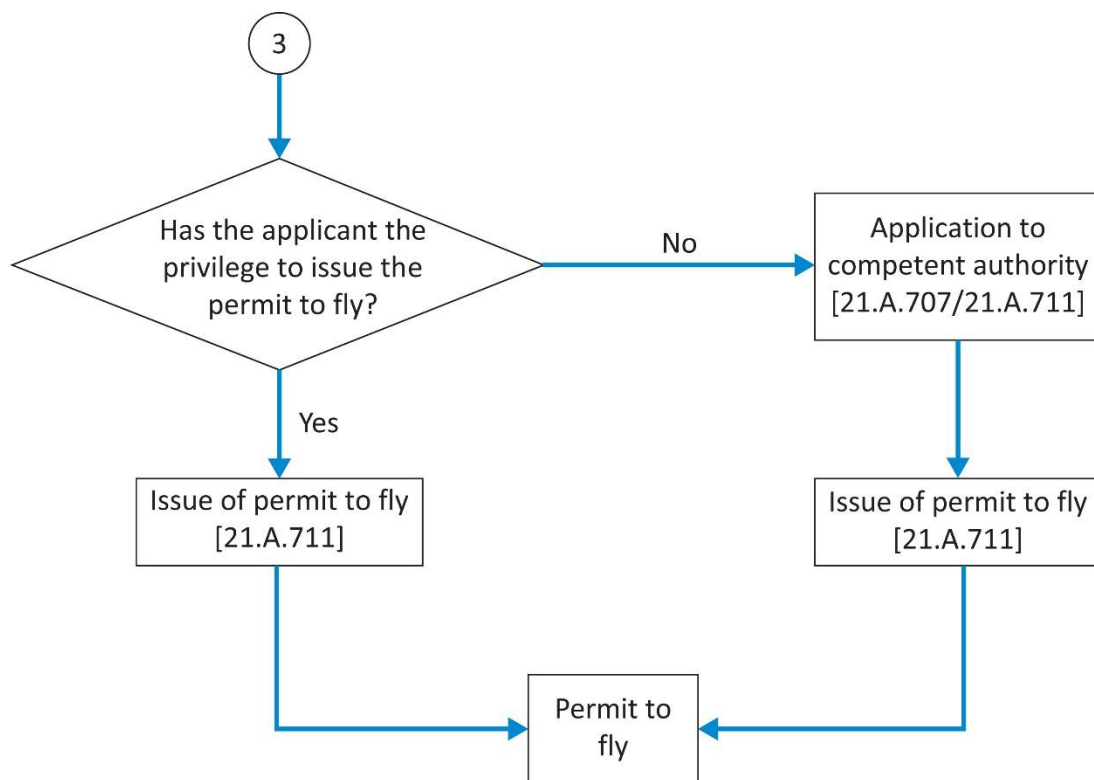 3
Has the applicant the
privilege to issue the
permit to fly?
No
Application to
competent authority
[21.A.707/21.A.711]
Yes
Issue of permit to fly
[21.A.711]
Issue of permit to fly
[21.A.711]
Permit to
fly